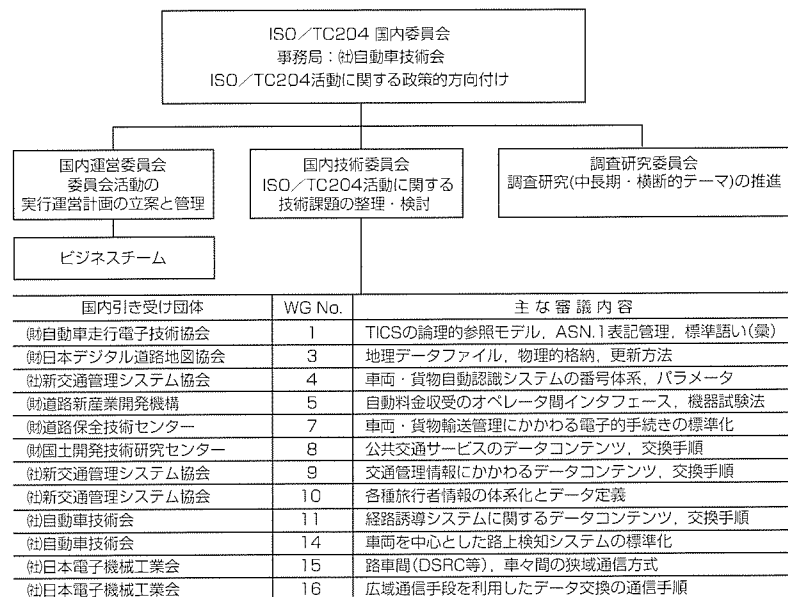 ISO／TC204 国内委員会
事務局：㈳自動車技術会
ISO／TC204活動に関する政策的方向付け
国内運営委員会
委員会活動の
実行運営計画の立案と管理
国内技術委員会
ISO／TC204活動に関する
技術課題の整理・検討
調査研究委員会
調査研究(中長期・横断的テーマ)の推進
ビジネスチーム
国内引き受け団体 WG No. 主な審議内容
㈶自動車走行電子技術協会 1 TICSの論理的参照モデル，ASN.1表記管理，標準語い(彙)
㈶日本デジタル道路地図協会 3 地理データファイル，物理的格納，更新方法
㈳新交通管理システム協会 4 車両・貨物自動認識システムの番号体系，パラメータ
㈶道路新産業開発機構 5 自動料金収受のオペレータ間インタフェース，機器試験法
㈶道路保全技術センター 7 車両・貨物輸送管理にかかわる電子的手続きの標準化
㈶国土開発技術研究センター 8 公共交通サービスのデータコンテンツ，交換手順
㈳新交通管理システム協会 9 交通管理情報にかかわるデータコンテンツ，交換手順
㈳新交通管理システム協会 10 各種旅行者情報の体系化とデータ定義
㈳自動車技術会 11 経路誘導システムに関するデータコンテンツ，交換手順
㈳自動車技術会 14 車両を中心とした路上検知システムの標準化
㈳日本電子機械工業会 15 路車間(DSRC等)，車々間の狭域通信方式
㈳日本電子機械工業会 16 広域通信手段を利用したデータ交換の通信手順